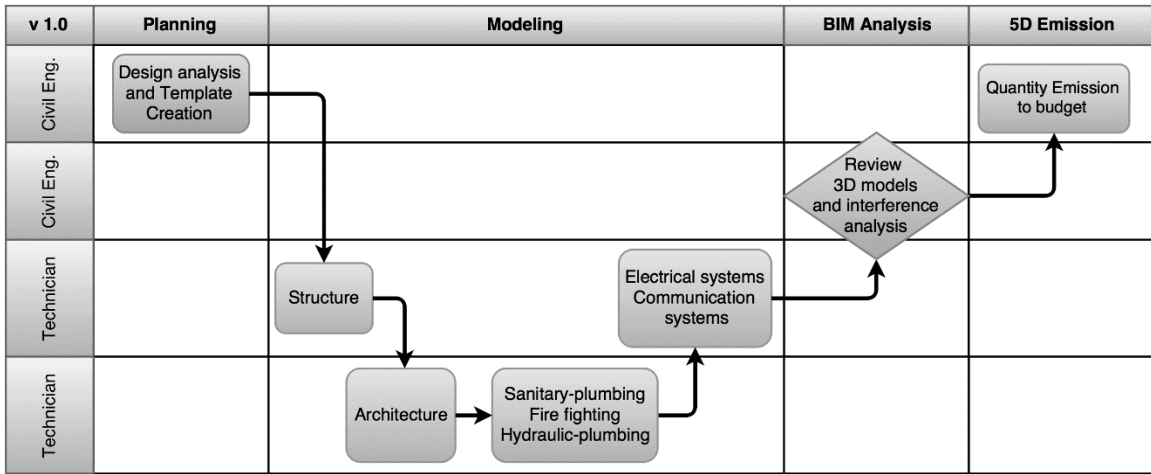 v 1.0
Planning
Modeling
BIM Analysis
5D Emission
Civil Eng.
Design analysis
and Template
Creation
Quantity Emission
to budget
Civil Eng.
Review
3D models
and interference
analysis
Technician
Structure
Electrical systems
Communication
systems
Technician
Architecture
Sanitary-plumbing
Fire fighting
Hydraulic-plumbing